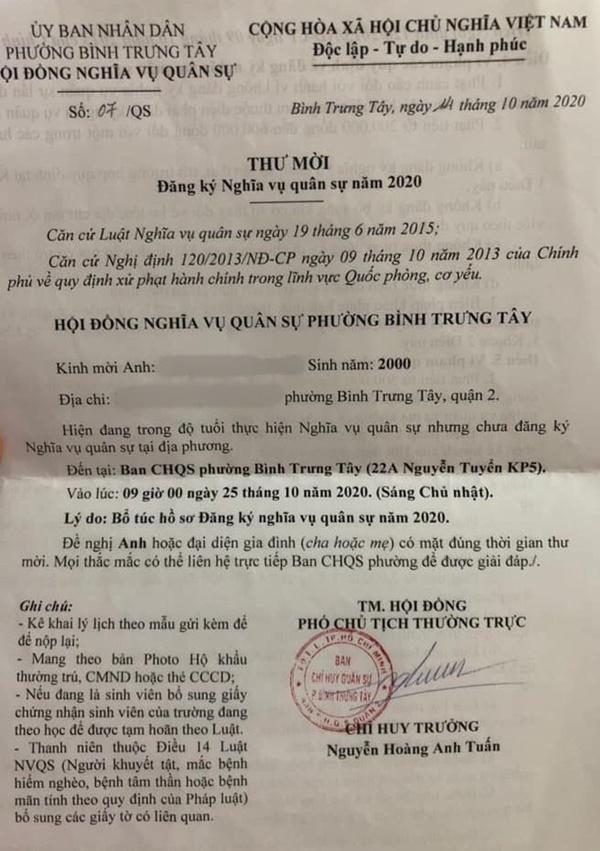 ỦY BAN NHÂN DÂN
PHƯỜNG BÌNH TRƯNG TÂY
ỘI ĐỒNG NGHĨA VỤ QUÂN SỰ
Số: 07 /QS
CỘNG HÒA XÃ HỘI CHỦ NGHĨA VIỆT NAM
Độc lập - Tự do - Hạnh phúc
Bình Trưng Tây, ngày tháng 10 năm 2020
THƯ MỜI
Đăng ký Nghĩa vụ quân sự năm 2020
Căn cứ Luật Nghĩa vụ quân sự ngày 19 tháng 6 năm 2015;
Căn cứ Nghị định 120/2013/NĐ-CP ngày 09 tháng 10 năm 2013 của Chính
phủ về quy định xử phạt hành chính trong lĩnh vực Quốc phòng, cơ yếu.
HỘI ĐỒNG NGHĨA VỤ QUÂN SỰ PHƯỜNG BÌNH TRƯNG TÂY
Kinh mời Anh: Sinh năm: 2000
Địa chỉ: phường Bình Trưng Tây, quận 2.
Hiện đang trong độ tuổi thực hiện Nghĩa vụ quân sự nhưng chưa đăng ký
Nghĩa vụ quân sự tại địa phương.
Đến tại: Ban CHQS phường Bình Trưng Tây (22A Nguyễn Tuyển KP5).
Vào lúc: 09 giờ 00 ngày 25 tháng 10 năm 2020. (Sáng Chủ nhật).
Lý do: Bổ túc hồ sơ Đăng ký nghĩa vụ quân sự năm 2020.
Đề nghị Anh hoặc đại diện gia đình (cha hoặc mẹ) có mặt đúng thời gian thư
mời. Mọi thắc mắc có thể liên hệ trực tiếp Ban CHQS phường để được giải đáp./.
Ghi chú:
- Kê khai lý lịch theo mẫu gửi kèm để
để nộp lại;
- Mang theo bản Photo Hộ khẩu
thường trú, CMND hoặc thẻ CCCD;
- Nếu đang là sinh viên bổ sung giấy
chứng nhận sinh viên của trường đang
theo học để được tạm hoãn theo Luật.
- Thanh niên thuộc Điều 14 Luật
NVQS (Người khuyết tật, mắc bệnh
hiểm nghèo, bệnh tâm thần hoặc bệnh
mãn tính theo quy định của Pháp luật)
bổ sung các giấy tờ có liên quan.
TM. HỘI ĐỒNG
PHÓ CHỦ TỊCH THƯỜNG TRỰC
BAN
CHỈ HUY QUÂN SỰ
P. BÌNH TRƯNG TÂY
CHỈ HUY TRƯỞNG
Nguyễn Hoàng Anh Tuấn